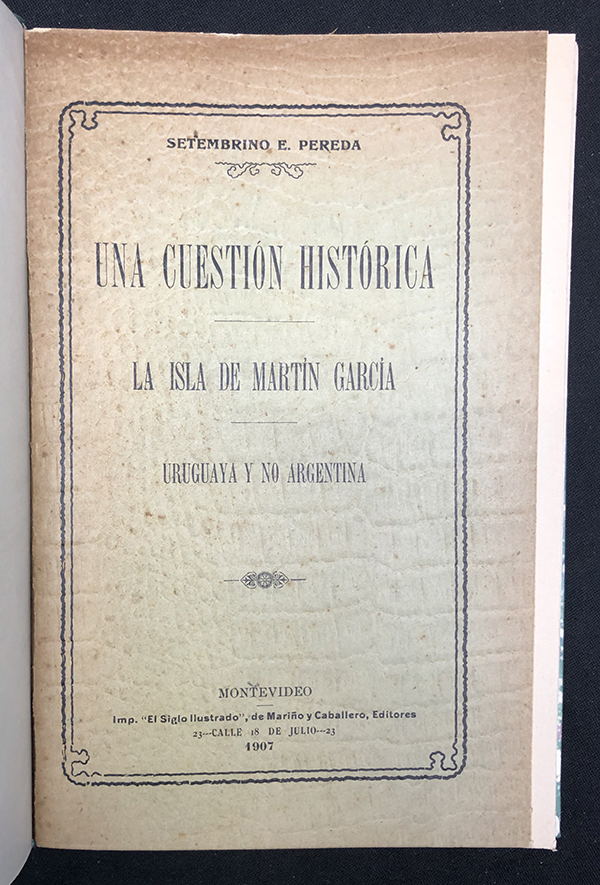 SETEMBRINO E. PEREDA
UNA CUESTIÓN HISTÓRICA
LA ISLA DE MARTÍN GARCÍA
URUGUAYA Y NO ARGENTINA
MONTEVIDEO
Imp. "El Siglo Ilustrado", de Mariño y Caballero, Editores
23---CALLE 18 DE JULIO---23
1907